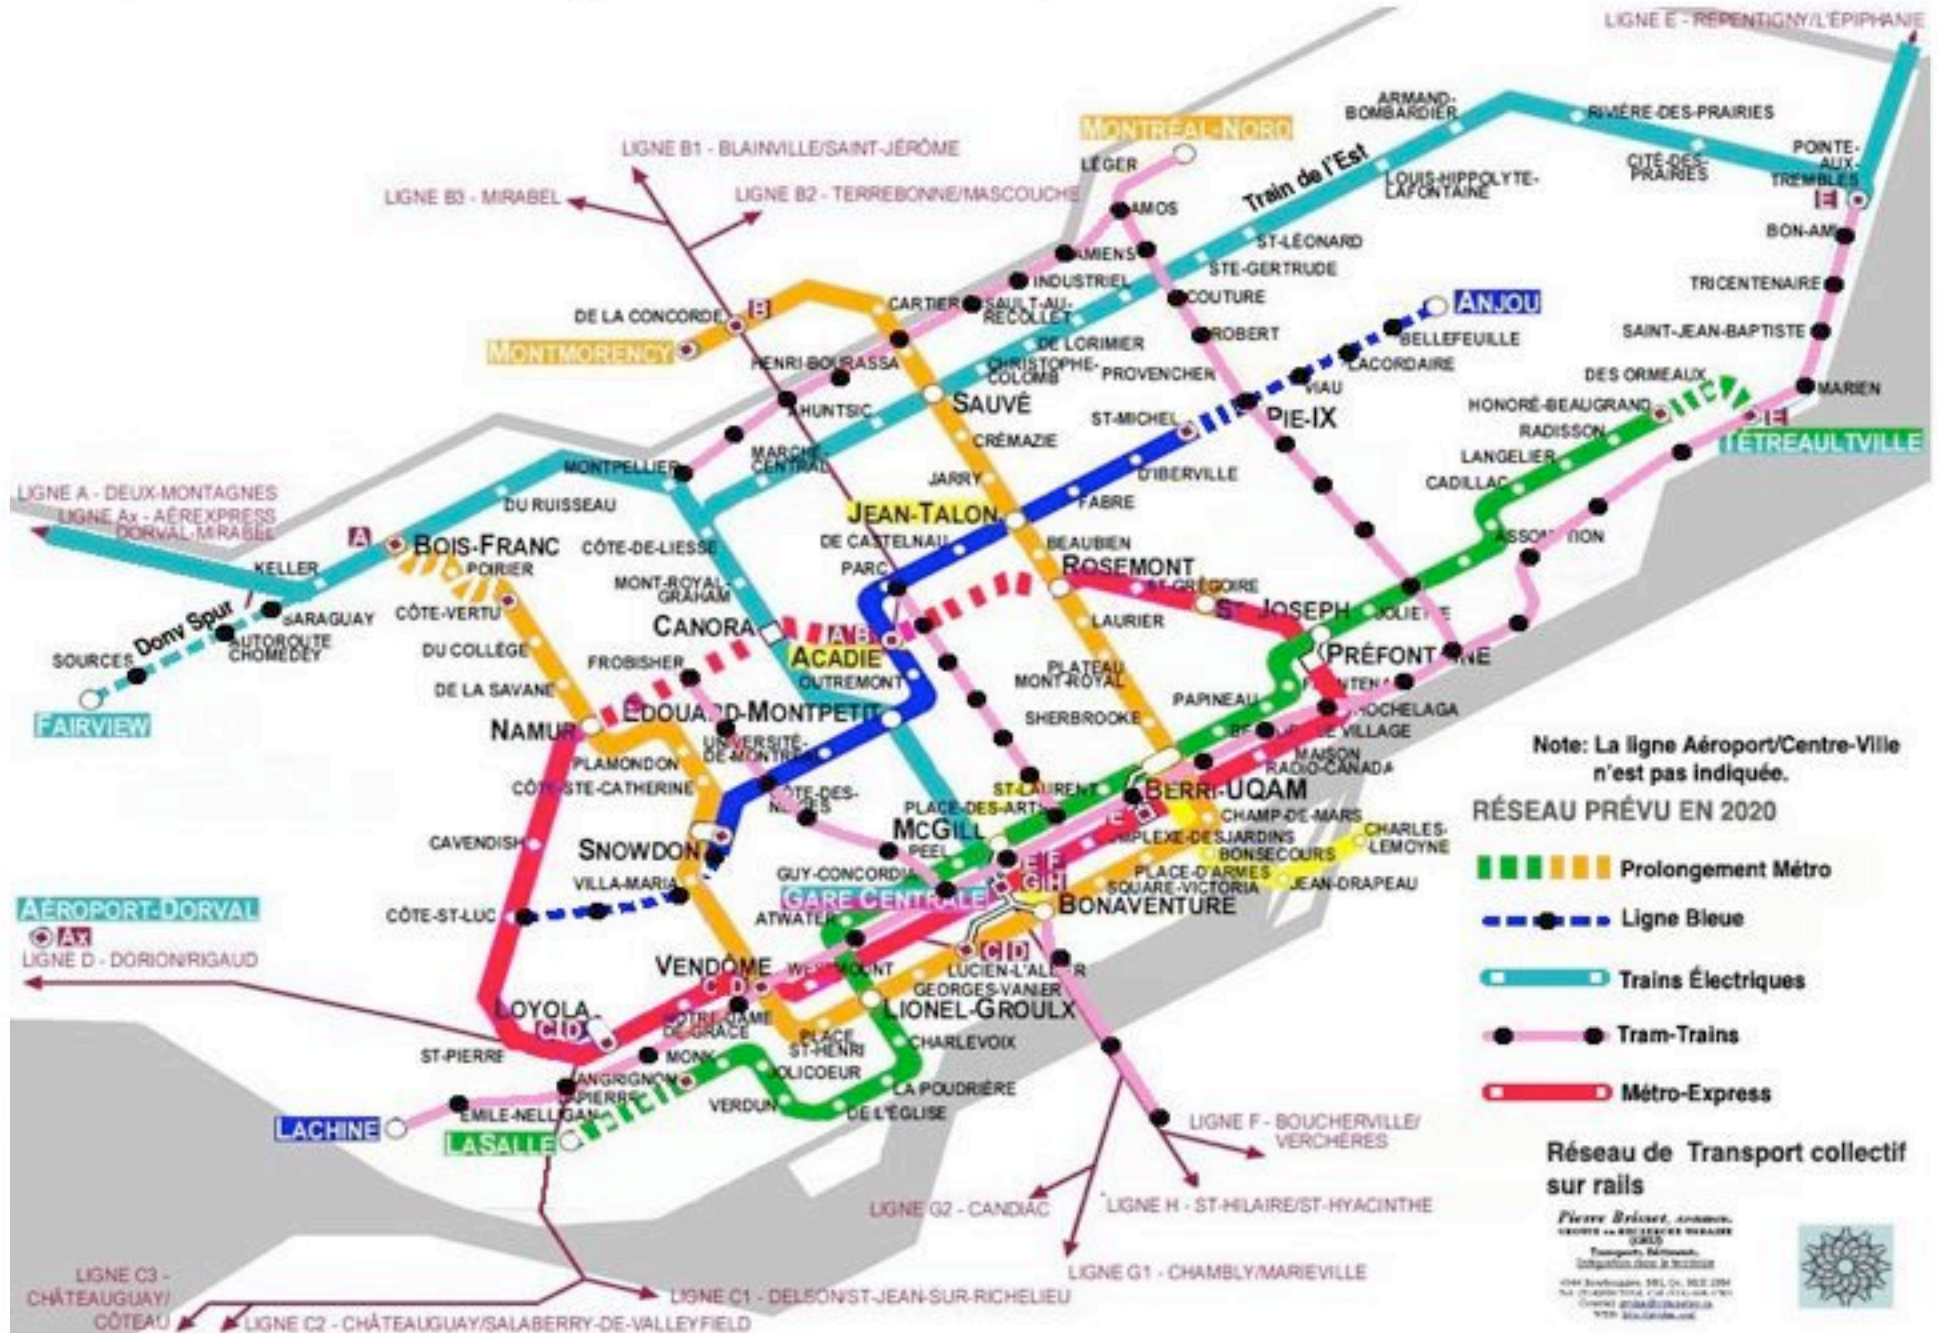 LIGNE E - REPENTIGNY/L'ÉPIPHANIE
LIGNE B1 - BLAINVILLE/SAINT-JÉRÔME
LIGNE B3 - MIRABEL
LIGNE B2 - TERREBONNE/MASCOUCHE
MONTRÉAL-NORD
LÉGER
AMOS
AMIENS
INDUSTRIEL
SAULT-AU-
RECOLLET
CARTIER
DE LA CONCORDE
B
MONTMORENCY
HENRI-BOURASSA
AHUNTSIC
ARMAND-
BOMBARDIER
RIVIÈRE-DES-PRAIRIES
CITÉ-DES-
PRAIRIES
POINTE-
AUX-
TREMBLES
E
Train de l'Est
LOUIS-HIPPOLYTE-
LAFONTAINE
ST-LÉONARD
STE-GERTRUDE
COUTURE
ROBERT
DE LORIMIER
CHRISTOPHE-
COLOMB
PROVENCHER
ANJOU
BELLEFEUILLE
LACORDAIRE
VIAU
PIE-IX
ST-MICHEL
D'IBERVILLE
FABRE
BON-AMI
TRICENTENAIRE
SAINT-JEAN-BAPTISTE
MARIEN
DES ORMEAUX
HONORÉ-BEAUGRAND
E
TÉTREAULTVILLE
RADISSON
LANGELIER
CADILLAC
SAUVÉ
CRÉMAZIE
JARRY
JEAN-TALON
DE CASTELNAU
PARC
BEAUBIEN
ROSEMONT
ST-GRÉGOIRE
ST JOSEPH
JOLIETTE
PRÉFONTAINE
LAURIER
PLATEAU
MONT-ROYAL
SHERBROOKE
PAPINEAU
HOCHELAGA
VILLAGE
MAISON
RADIO-CANADA
MONTPELLIER
MARCHÉ-
CENTRAL
DU RUISSEAU
LIGNE A - DEUX-MONTAGNES
LIGNE Ax - AÉREXPRESS
DORVAL-MIRABEL
A
BOIS-FRANC
POIRIER
KELLER
CÔTE-VERTU
CÔTE-DE-LIESSE
MONT-ROYAL-
GRAHAM
CANORA
A B
ACADIE
OUTREMONT
Donv Spur
SARAGUAY
AUTOROUTE
CHOMEDEY
SOURCES
FAIRVIEW
DU COLLÈGE
DE LA SAVANE
FROBISHER
NAMUR
EDOUARD-MONTPETIT
UNIVERSITÉ-
DE-MONTRÉAL
PLAMONDON
CÔTE-STE-CATHERINE
CÔTE-DES-
NEIGES
ST-LAURENT
PLACE-DES-ARTS
BERRI-UQAM
E
CHAMP-DE-MARS
COMPLEXE-DESJARDINS
BONSECOURS
CHARLES-
LEMOYNE
JEAN-DRAPEAU
MCGILL
PEEL
GUY-CONCORDIA
GARE CENTRALE
E F
G H
PLACE-D'ARMES
SQUARE-VICTORIA
BONAVENTURE
CAVENDISH
SNOWDON
VILLA-MARIA
CÔTE-ST-LUC
ATWATER
VENDÔME
C D
WESTMOUNT
C D
LUCIEN-L'ALLIER
GEORGES-VANIER
LIONEL-GROULX
AÉROPORT-DORVAL
Ax
LIGNE D - DORION/RIGAUD
LOYOLA
C D
NOTRE-DAME
DE-GRACE
PLACE
ST-HENRI
CHARLEVOIX
ST-PIERRE
MONK
ANGRIGNON
JOLICOEUR
LA POUDRIÈRE
VERDUN
DE L'ÉGLISE
EMILE-NELLIGAN
LACHINE
LASALLE
LIGNE F - BOUCHERVILLE/
VERCHÈRES
LIGNE G2 - CANDIAC
LIGNE H - ST-HILAIRE/ST-HYACINTHE
LIGNE G1 - CHAMBLY/MARIEVILLE
LIGNE C3 -
CHÂTEAUGUAY/
CÔTEAU
LIGNE C1 - DELSON/ST-JEAN-SUR-RICHELIEU
LIGNE C2 - CHÂTEAUGUAY/SALABERRY-DE-VALLEYFIELD
Note: La ligne Aéroport/Centre-Ville
n'est pas indiquée.
RÉSEAU PRÉVU EN 2020
Prolongement Métro
Ligne Bleue
Trains Électriques
Tram-Trains
Métro-Express
Réseau de Transport collectif
sur rails